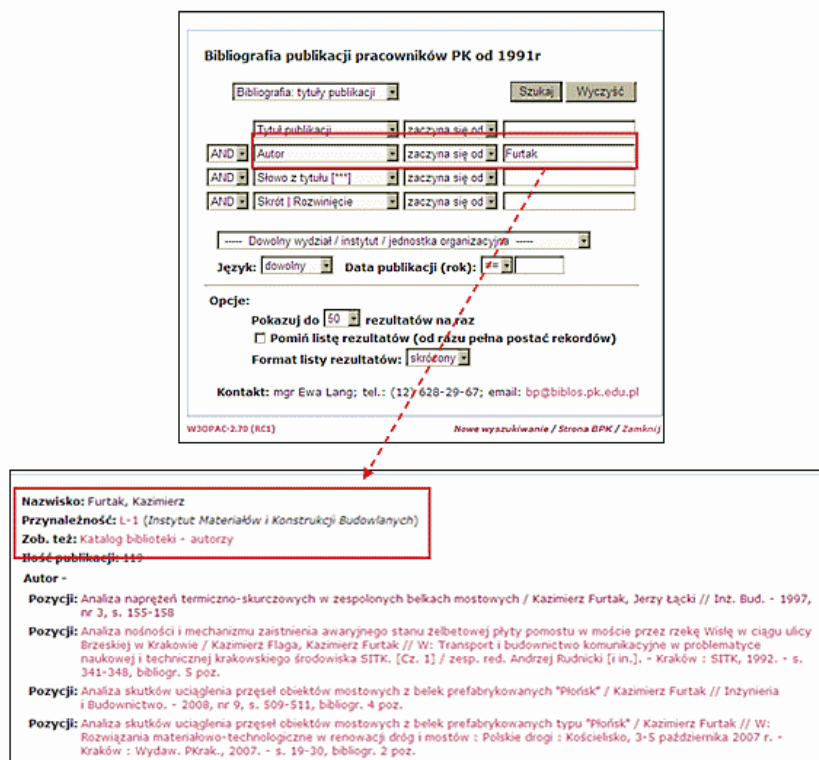 Bibliografia publikacji pracowników PK od 1991r
Bibliografia: tytuły publikacji Szukaj Wyczyść
Tytuł publikacji zaczyna się od
AND Autor zaczyna się od Furtak
AND Słowo z tytułu [***] zaczyna się od
AND Skrót | Rozwinięcie zaczyna się od
----- Dowolny wydział / instytut / jednostka organizacyjna -----
Język: dowolny Data publikacji (rok):
Opcje:
Pokazuj do 50 rezultatów na raz
Pomiń listę rezultatów (od razu pełna postać rekordów)
Format listy rezultatów: skrócony
Kontakt: mgr Ewa Lang; tel.: (12) 628-29-67; email: bp@biblos.pk.edu.pl
W3OPAC-2.70 (RC1) Nowe wyszukiwanie / Strona BPK / Zamknij
Nazwisko: Furtak, Kazimierz
Przynależność: L-1 (Instytut Materiałów i Konstrukcji Budowlanych)
Zob. też: Katalog biblioteki - autorzy
Ilość publikacji: 119
Autor -
Pozycji: Analiza naprężeń termiczno-skurczowych w zespolonych belkach mostowych / Kazimierz Furtak, Jerzy Łącki // Inż. Bud. - 1997,
nr 3, s. 155-158
Pozycji: Analiza nośności i mechanizmu zaistnienia awaryjnego stanu żelbetowej płyty pomostu w moście przez rzekę Wisłę w ciągu ulicy
Brzeskiej w Krakowie / Kazimierz Flaga, Kazimierz Furtak // W: Transport i budownictwo komunikacyjne w problematyce
naukowej i technicznej krakowskiego środowiska SITK. [Cz. 1] / zesp. red. Andrzej Rudnicki [i in.]. - Kraków : SITK, 1992. - s.
341-348, bibliogr. 5 poz.
Pozycji: Analiza skutków uciąglenia przęseł obiektów mostowych z belek prefabrykowanych "Płońsk" / Kazimierz Furtak // Inżynieria
i Budownictwo. - 2008, nr 9, s. 509-511, bibliogr. 4 poz.
Pozycji: Analiza skutków uciąglenia przęseł obiektów mostowych z belek prefabrykowanych typu "Płońsk" / Kazimierz Furtak // W:
Rozwiązania materiałowo-technologiczne w renowacji dróg i mostów : Polskie drogi : Kościelisko, 3-5 października 2007 r. -
Kraków : Wydaw. PKrak., 2007. - s. 19-30, bibliogr. 2 poz.